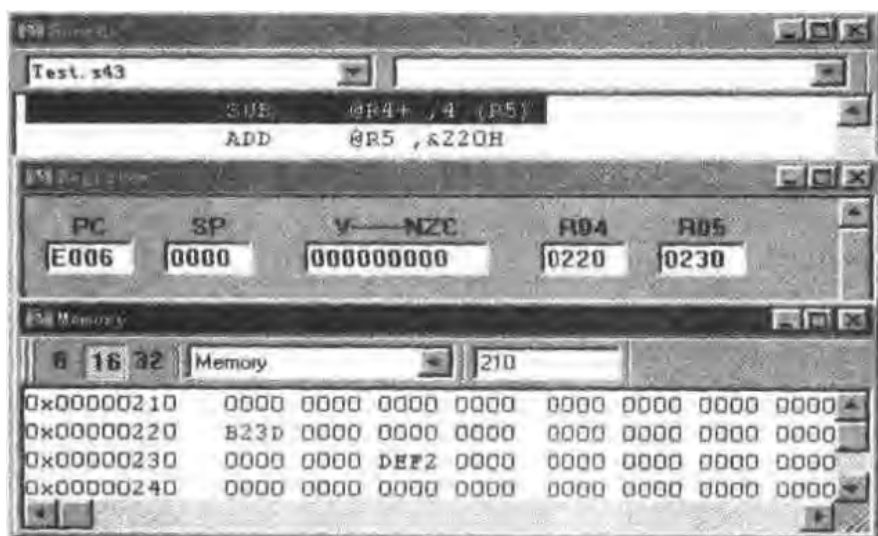 Source
Test.s43
SUB @R4+ ,4 (R5)
ADD @R5 ,&220H
Register
PC SP V----NZC R04 R05
E006 0000 000000000 0220 0230
Memory
8 16 32 Memory 210
0x00000210 0000 0000 0000 0000 0000 0000 0000 0000
0x00000220 B23D 0000 0000 0000 0000 0000 0000 0000
0x00000230 0000 0000 DEF2 0000 0000 0000 0000 0000
0x00000240 0000 0000 0000 0000 0000 0000 0000 0000